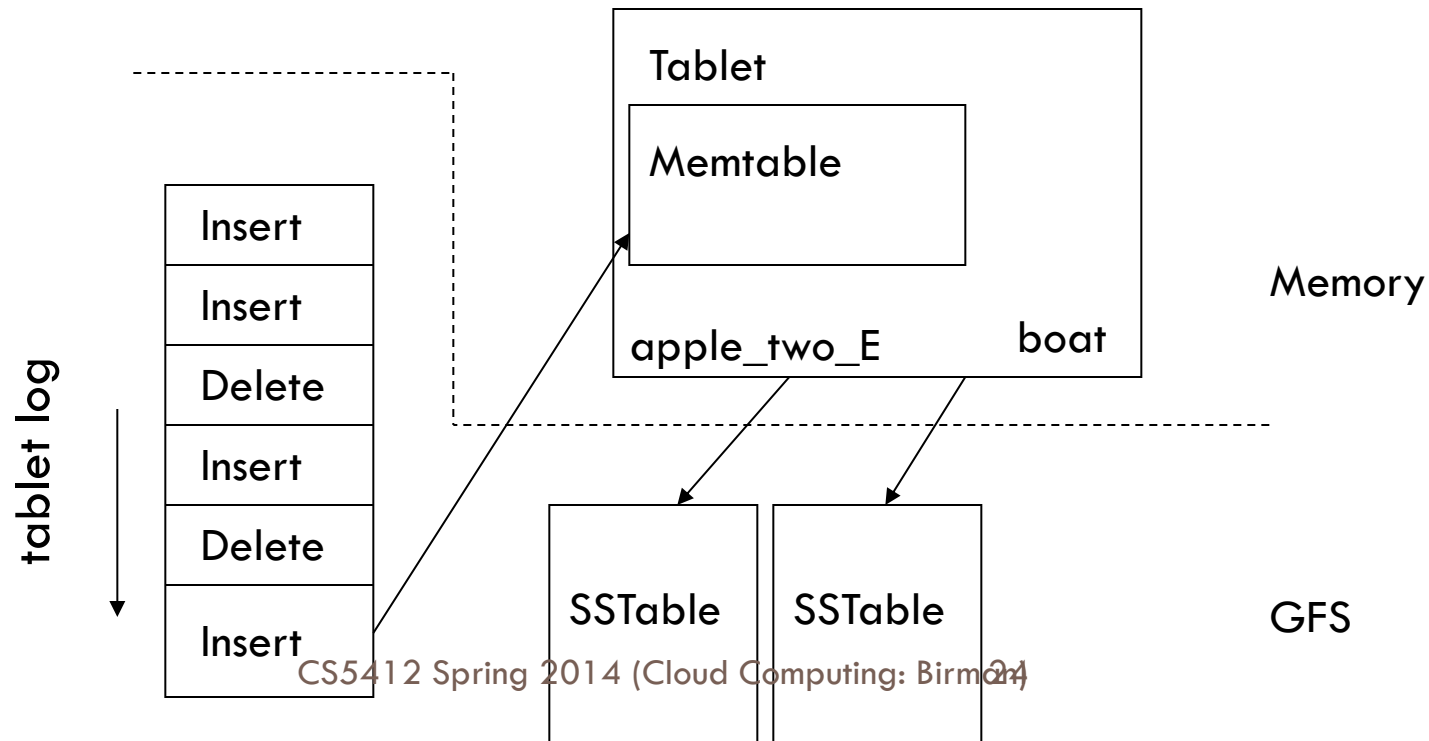 Tablet
Memtable
apple_two_E
boat
Memory
tablet log
Insert
Insert
Delete
Insert
Delete
Insert
SSTable
SSTable
GFS
CS5412 Spring 2014 (Cloud Computing: Birman)
24